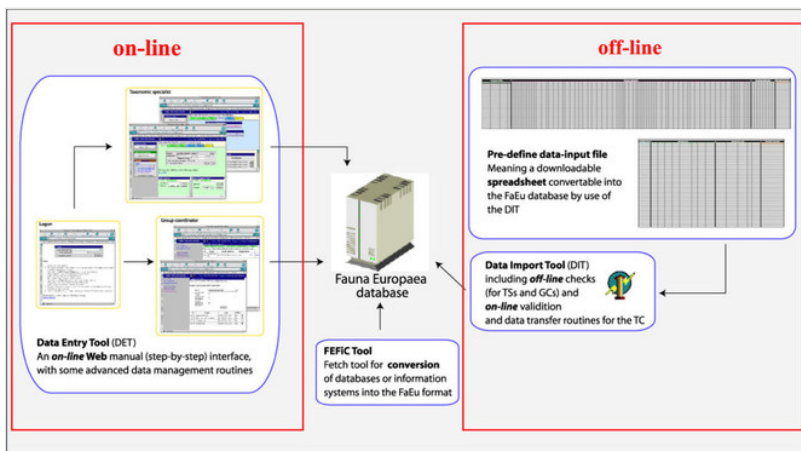 on-line
off-line
Taxonomic specialist
Logon
Group coordinator
Data Entry Tool (DET)
An on-line Web manual (step-by-step) interface,
with some advanced data management routines
Fauna Europaea
database
FEFiC Tool
Fetch tool for conversion
of databases or information
systems into the FaEu format
Pre-define data-input file
Meaning a downloadable
spreadsheet convertable into
the FaEu database by use of
the DIT
Data Import Tool (DIT)
including off-line checks
(for TSs and GCs) and
on-line validition
and data transfer routines for the TC